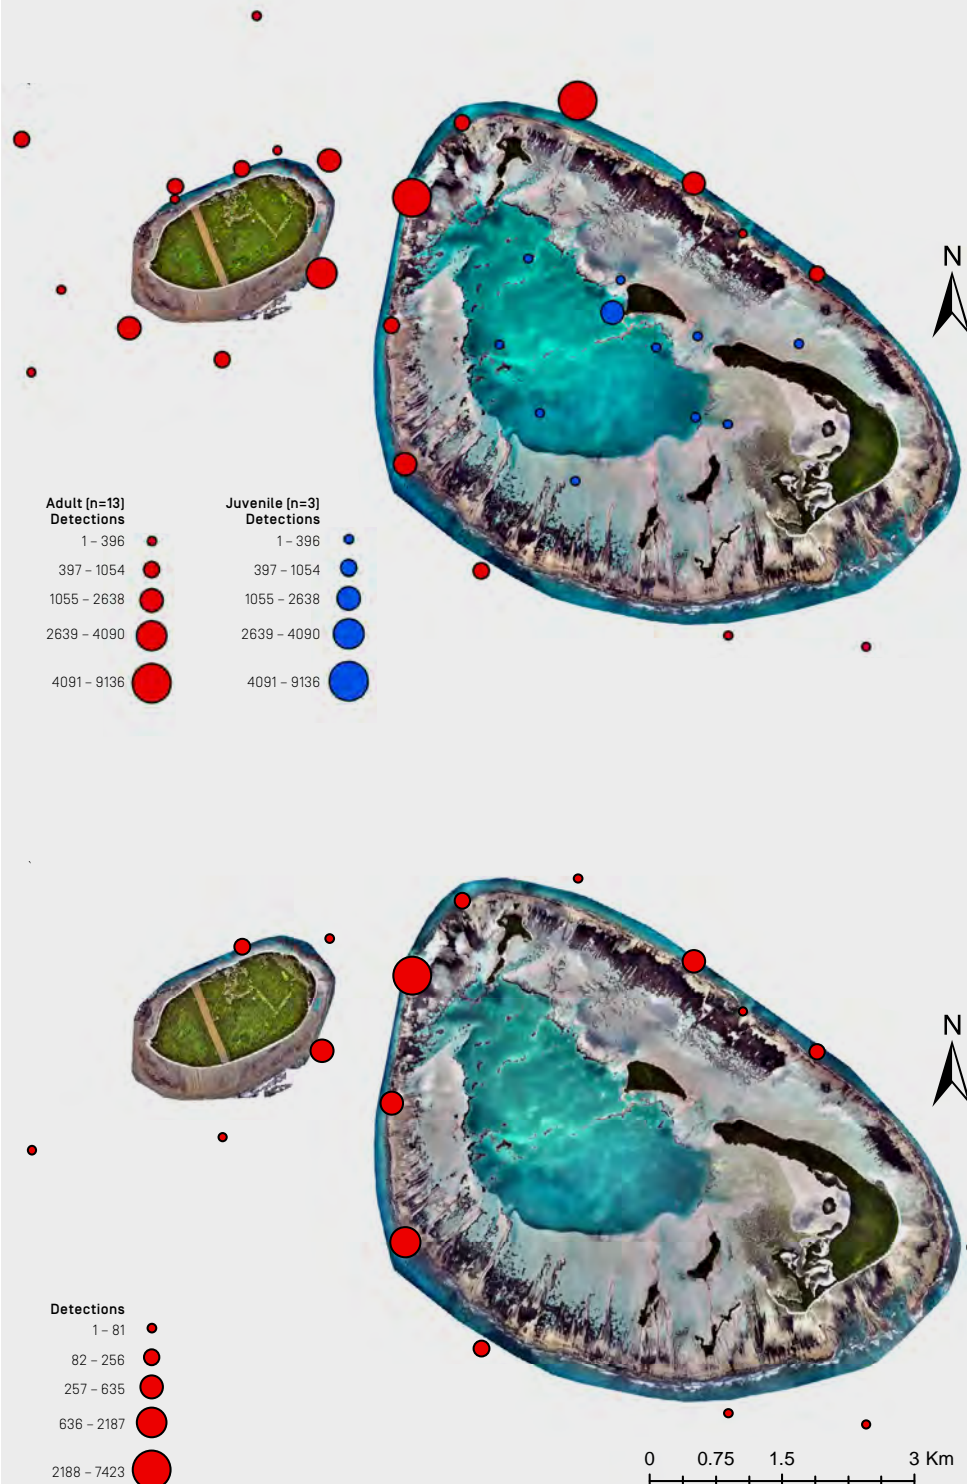 N
Adult (n=13)
Detections
1 – 396
397 – 1054
1055 – 2638
2639 – 4090
4091 – 9136
Juvenile (n=3)
Detections
1 – 396
397 – 1054
1055 – 2638
2639 – 4090
4091 – 9136
N
Detections
1 – 81
82 – 256
257 – 635
636 – 2187
2188 – 7423
0 0.75 1.5 3 Km